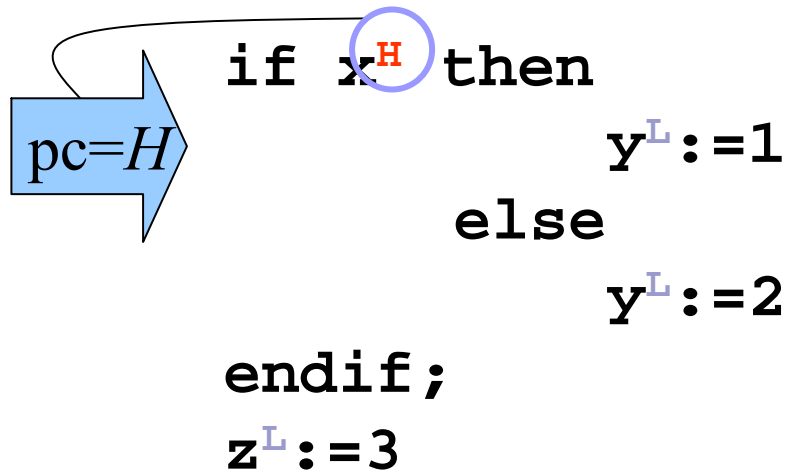 if xᴴ then
pc=H
yᴸ:=1
else
yᴸ:=2
endif;
zᴸ:=3